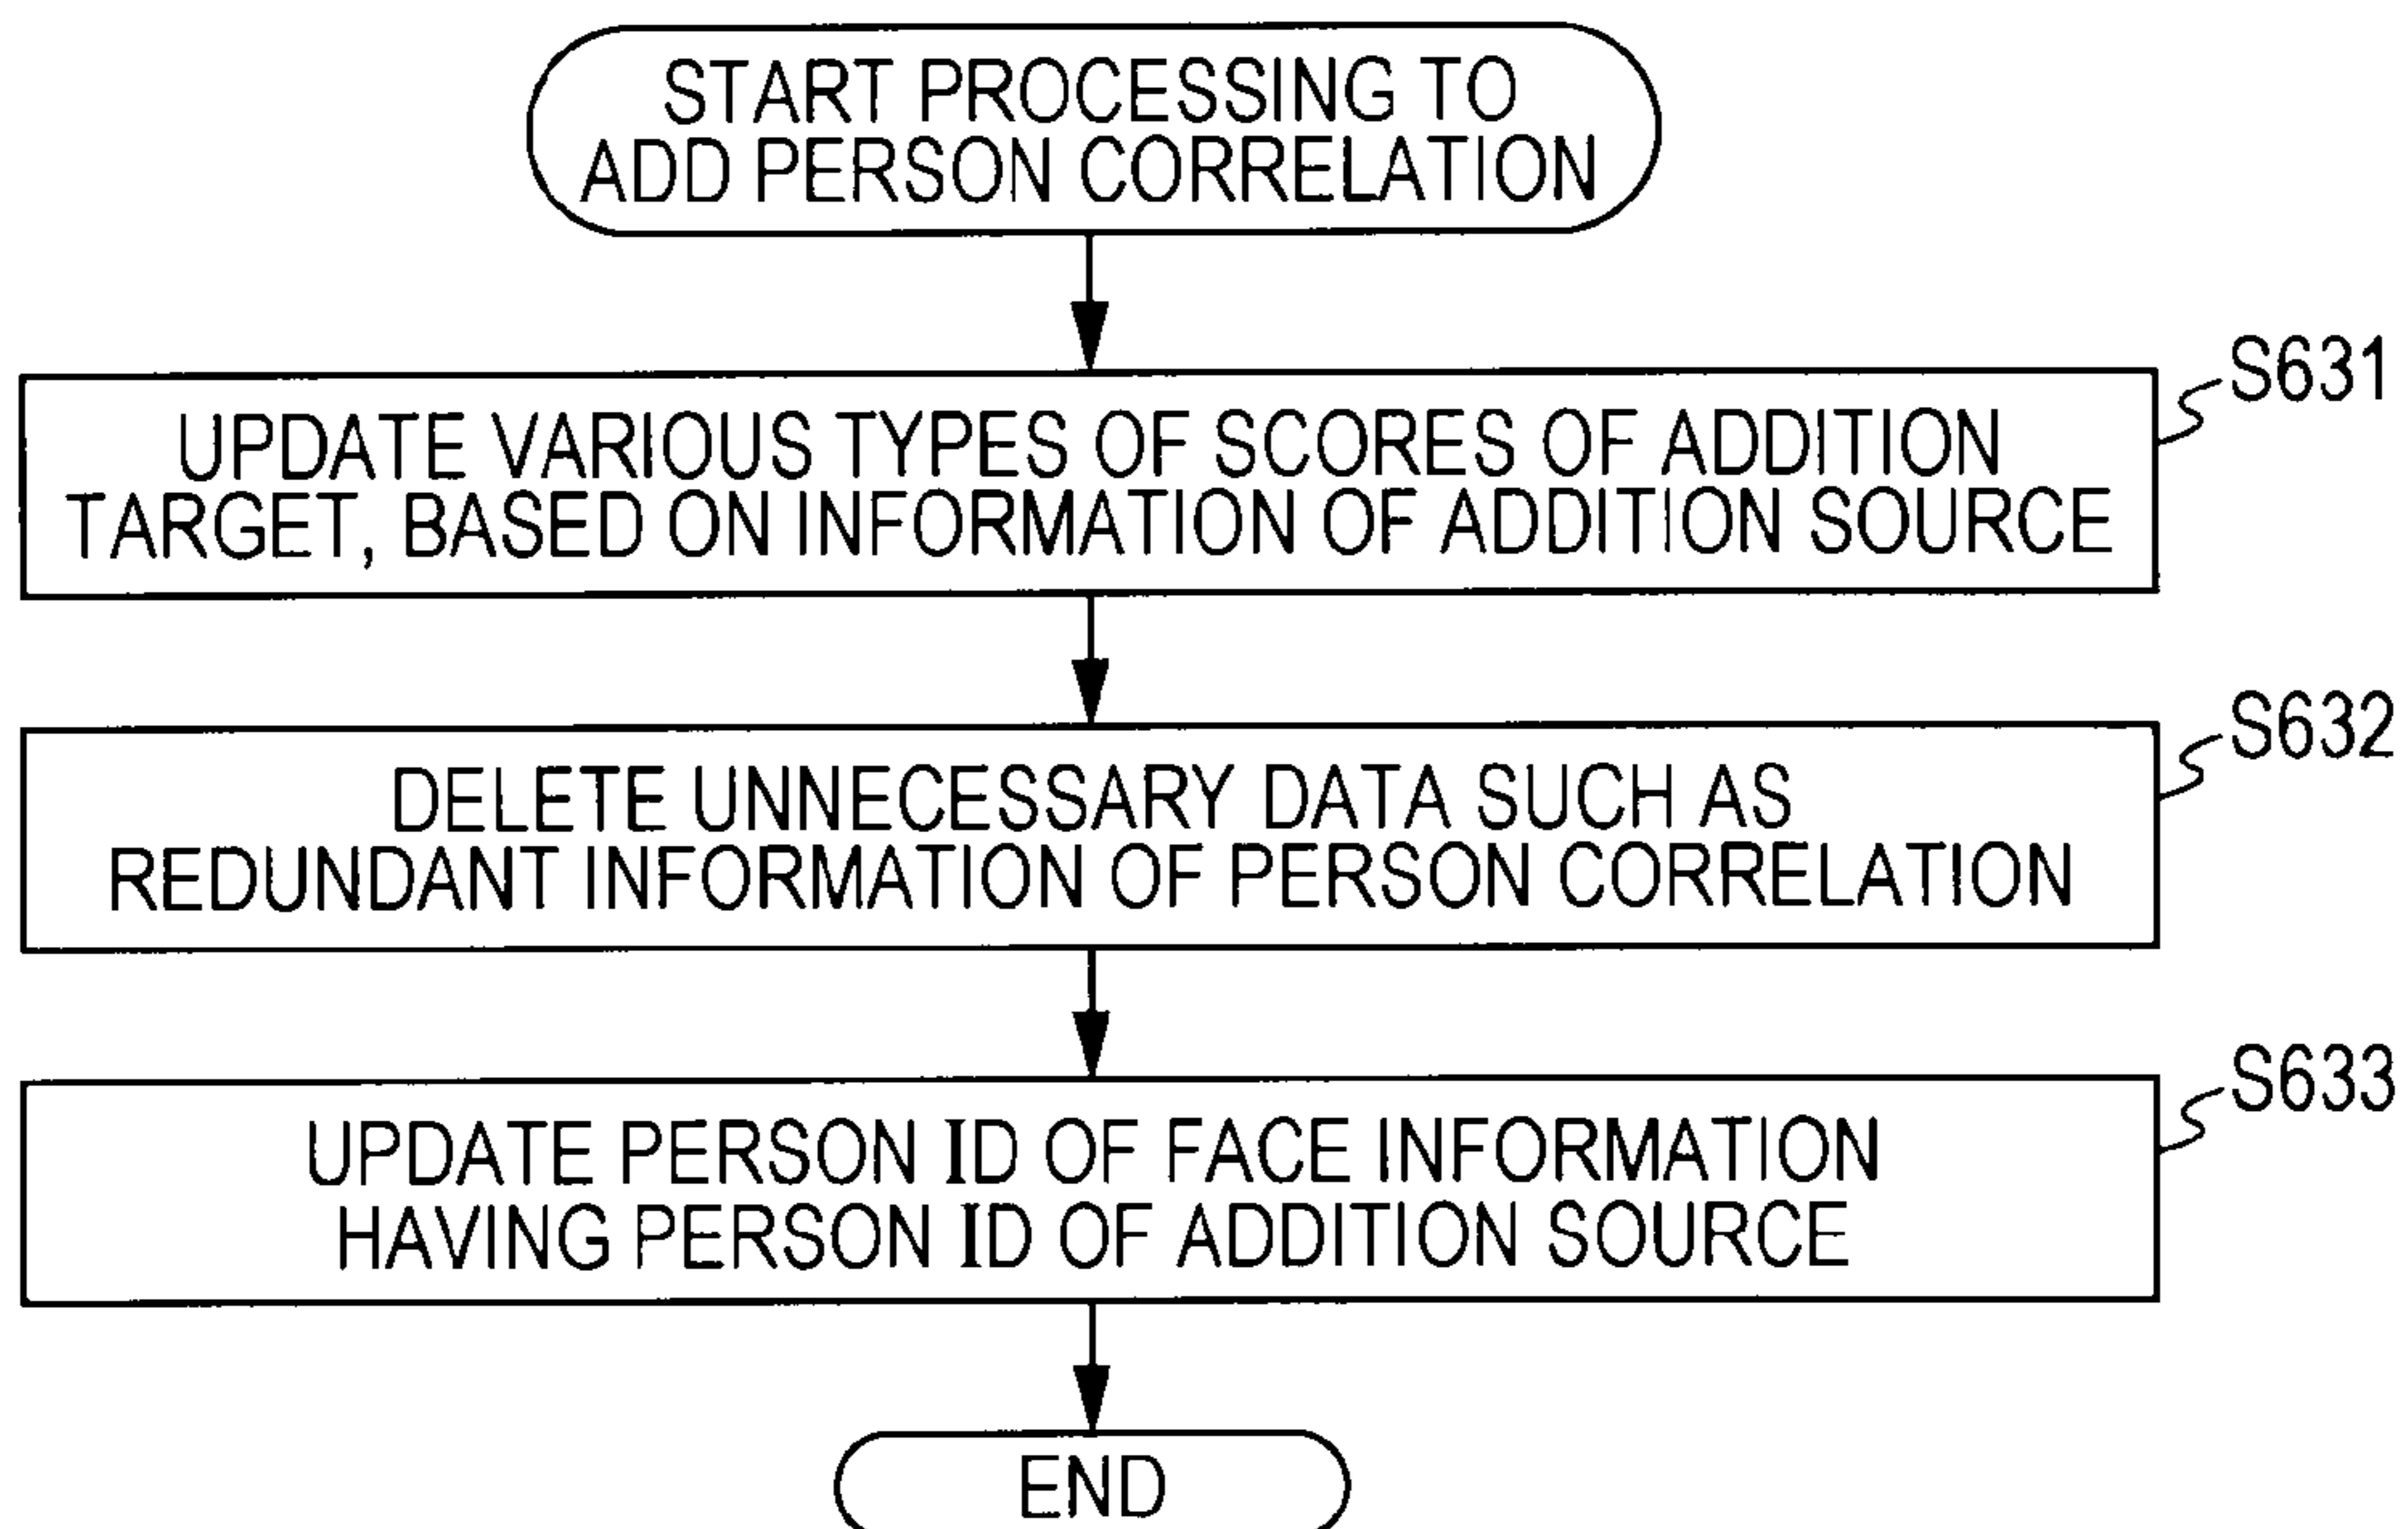 START PROCESSING TO
ADD PERSON CORRELATION
S631
UPDATE VARIOUS TYPES OF SCORES OF ADDITION
TARGET, BASED ON INFORMATION OF ADDITION SOURCE
S632
DELETE UNNECESSARY DATA SUCH AS
REDUNDANT INFORMATION OF PERSON CORRELATION
S633
UPDATE PERSON ID OF FACE INFORMATION
HAVING PERSON ID OF ADDITION SOURCE
END